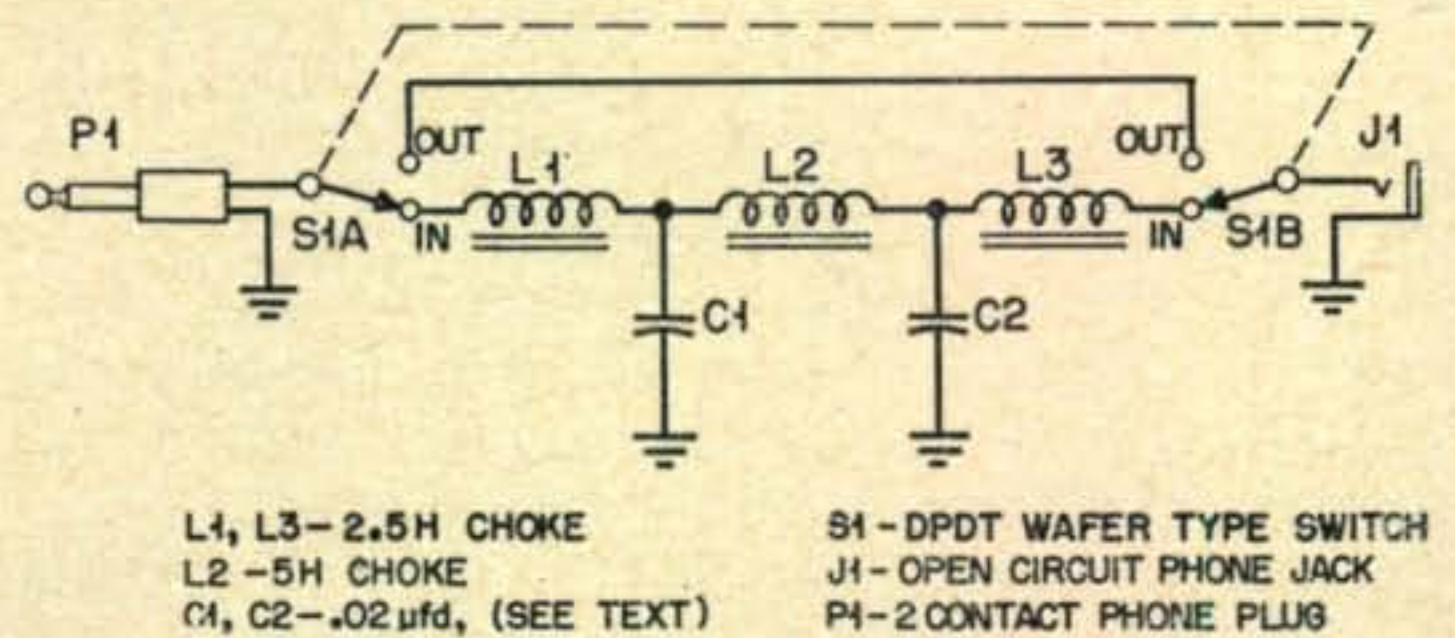 P1
S1A
OUT
IN
L1
L2
L3
OUT
IN
S1B
J1
C1
C2
L1, L3-2.5H CHOKE
L2-5H CHOKE
C1, C2-.02 µfd, (SEE TEXT)
S1-DPDT WAFER TYPE SWITCH
J1-OPEN CIRCUIT PHONE JACK
P1-2 CONTACT PHONE PLUG